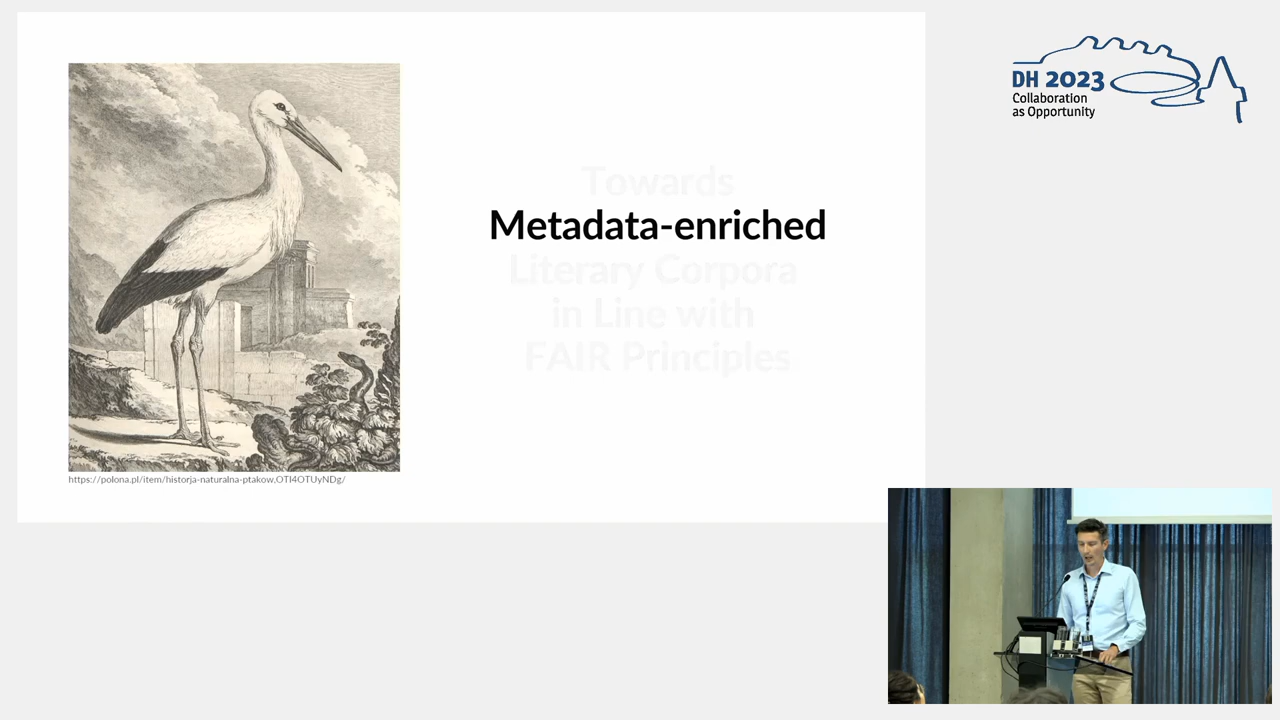 Towards
Metadata-enriched
Literary Corpora
in Line with
FAIR Principles
https://polona.pl/item/historja-naturalna-ptakow,OTI4OTUyNDg/
DH 2023
Collaboration
as Opportunity